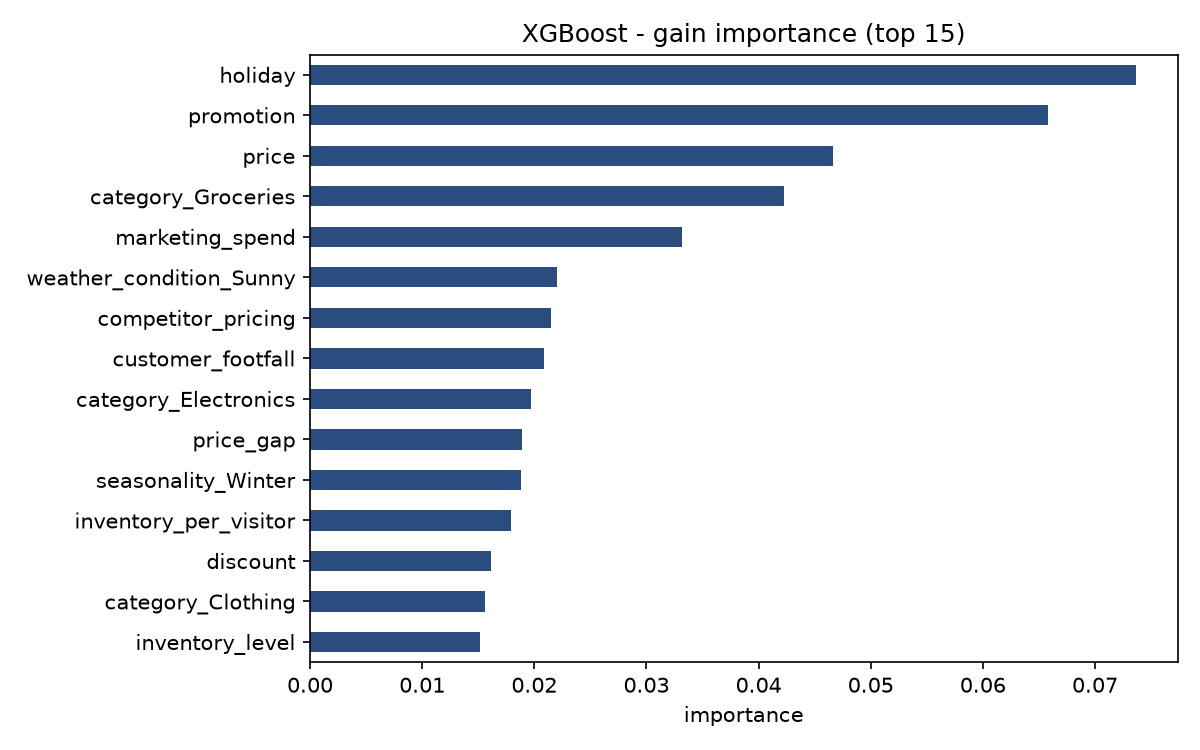 XGBoost - gain importance (top 15)
holiday
promotion
price
category_Groceries
marketing_spend
weather_condition_Sunny
competitor_pricing
customer_footfall
category_Electronics
price_gap
seasonality_Winter
inventory_per_visitor
discount
category_Clothing
inventory_level
0.00 0.01 0.02 0.03 0.04 0.05 0.06 0.07
importance